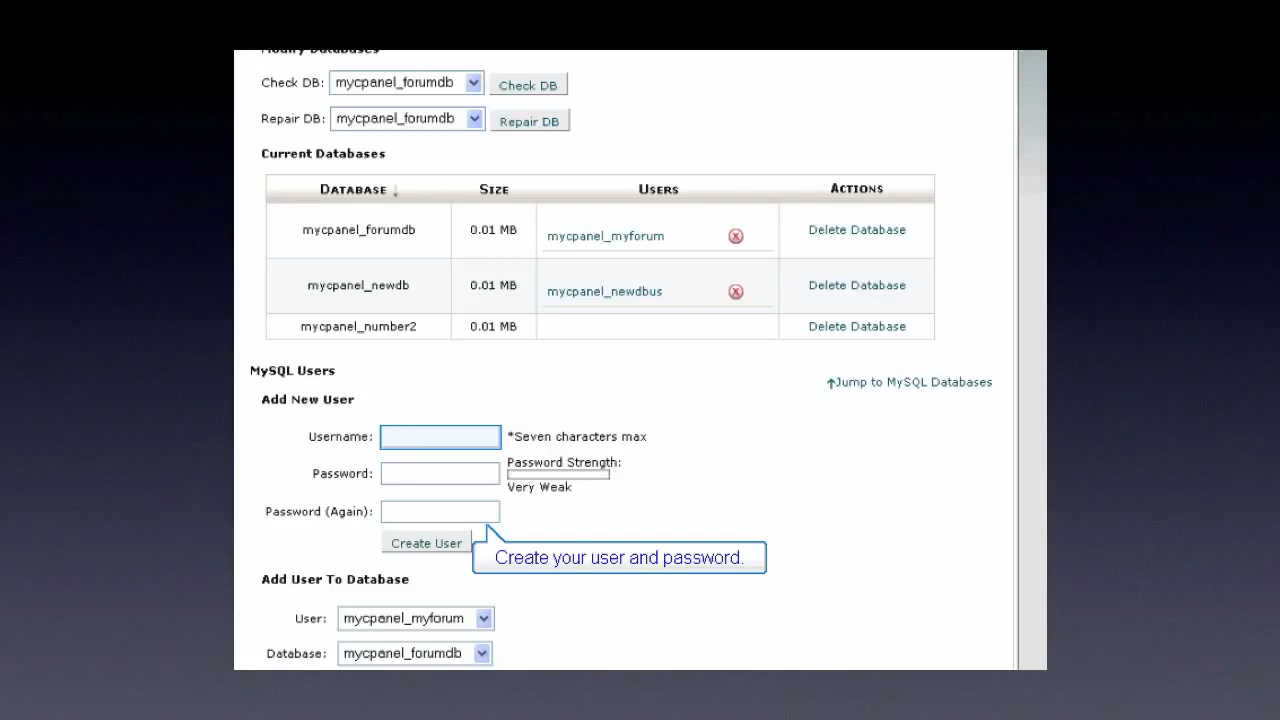 Modify Databases
Check DB: mycpanel_forumdb Check DB
Repair DB: mycpanel_forumdb Repair DB
Current Databases
Database Size Users Actions
mycpanel_forumdb 0.01 MB mycpanel_myforum Delete Database
mycpanel_newdb 0.01 MB mycpanel_newdbus Delete Database
mycpanel_number2 0.01 MB Delete Database
MySQL Users
Jump to MySQL Databases
Add New User
Username: *Seven characters max
Password: Password Strength:
Very Weak
Password (Again):
Create User
Create your user and password.
Add User To Database
User: mycpanel_myforum
Database: mycpanel_forumdb